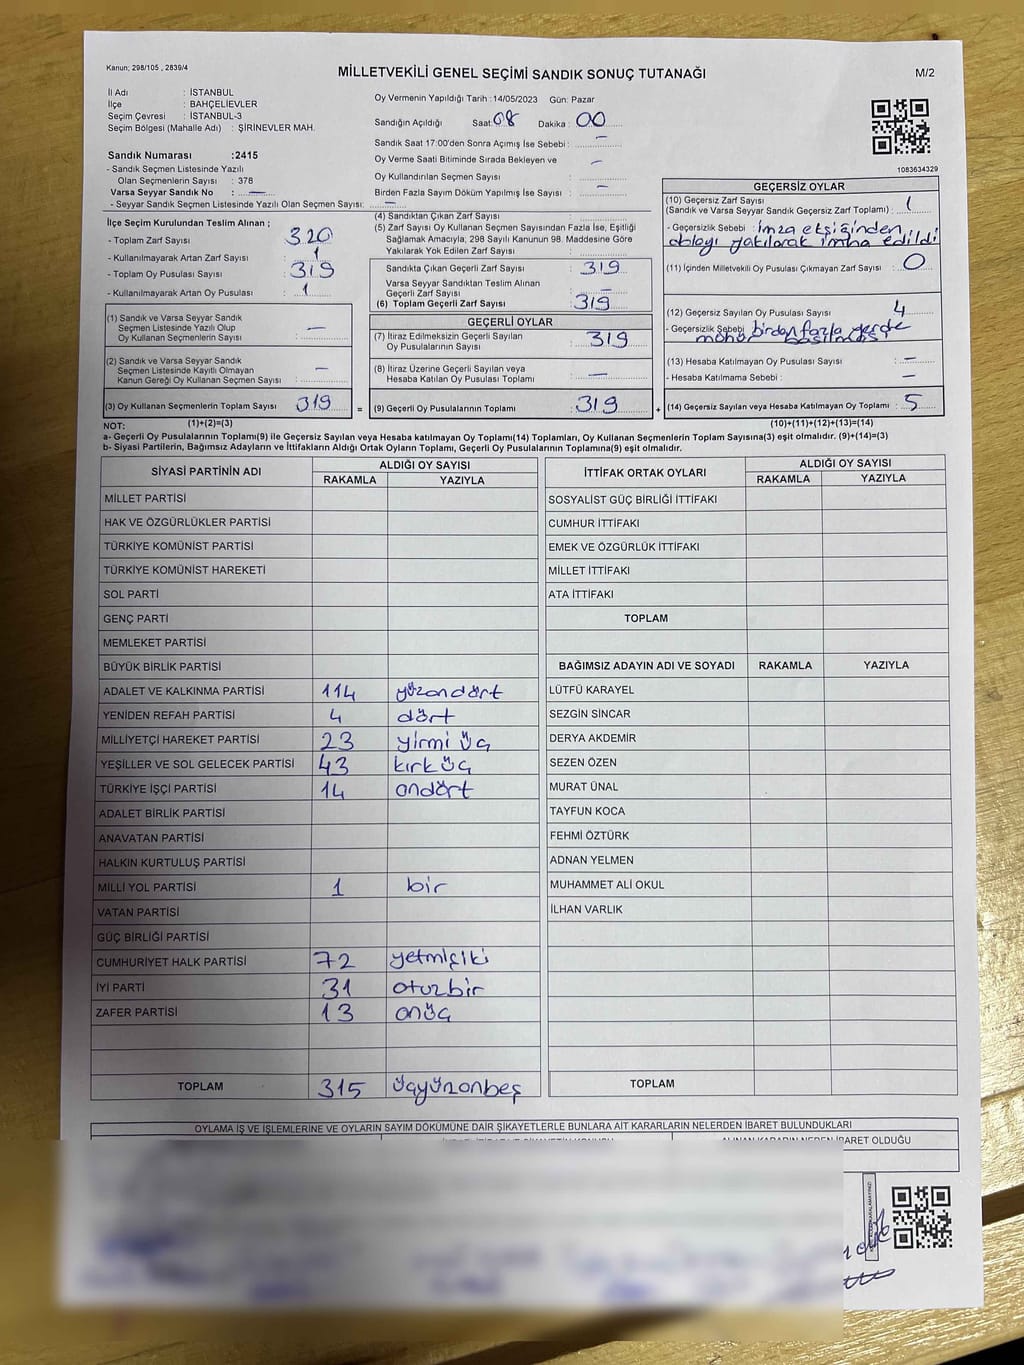 Kanun; 298/105 , 2839/4
MİLLETVEKİLİ GENEL SEÇİMİ SANDIK SONUÇ TUTANAĞI
M/2
İl Adı : İSTANBUL
İlçe : BAHÇELİEVLER
Seçim Çevresi : İSTANBUL-3
Seçim Bölgesi (Mahalle Adı) : ŞİRİNEVLER MAH.
Sandık Numarası :2415
- Sandık Seçmen Listesinde Yazılı
Olan Seçmenlerin Sayısı : 378
Varsa Seyyar Sandık No : —
- Seyyar Sandık Seçmen Listesinde Yazılı Olan Seçmen Sayısı: —
Oy Vermenin Yapıldığı Tarih :14/05/2023 Gün: Pazar
Sandığın Açıldığı Saat: 08 Dakika : 00
Sandık Saat 17:00'den Sonra Açımış İse Sebebi : —
Oy Verme Saati Bitiminde Sırada Bekleyen ve —
Oy Kullandırılan Seçmen Sayısı :
Birden Fazla Sayım Döküm Yapılmış İse Sayısı : —
1083634329
İlçe Seçim Kurulundan Teslim Alınan ;
- Toplam Zarf Sayısı : 320
- Kullanılmayarak Artan Zarf Sayısı : 1
- Toplam Oy Pusulası Sayısı : 319
- Kullanılmayarak Artan Oy Pusulası : 1
(1) Sandık ve Varsa Seyyar Sandık
Seçmen Listesinde Yazılı Olup
Oy Kullanan Seçmenlerin Sayısı : —
(2) Sandık ve Varsa Seyyar Sandık
Seçmen Listesinde Kayıtlı Olmayan
Kanun Gereği Oy Kullanan Seçmen Sayısı : —
(3) Oy Kullanan Seçmenlerin Toplam Sayısı 319 =
(1)+(2)=(3)
(4) Sandıktan Çıkan Zarf Sayısı :
(5) Zarf Sayısı Oy Kullanan Seçmen Sayısından Fazla İse, Eşitliği
Sağlamak Amacıyla, 298 Sayılı Kanunun 98. Maddesine Göre
Yakılarak Yok Edilen Zarf Sayısı :
Sandıkta Çıkan Geçerli Zarf Sayısı : 319
Varsa Seyyar Sandıktan Teslim Alınan
Geçerli Zarf Sayısı : —
(6) Toplam Geçerli Zarf Sayısı : 319
GEÇERLİ OYLAR
(7) İtiraz Edilmeksizin Geçerli Sayılan
Oy Pusulalarının Sayısı : 319
(8) İtiraz Üzerine Geçerli Sayılan veya
Hesaba Katılan Oy Pusulası Toplamı : —
(9) Geçerli Oy Pusulalarının Toplamı : 319 +
GEÇERSİZ OYLAR
(10) Geçersiz Zarf Sayısı
(Sandık ve Varsa Seyyar Sandık Geçersiz Zarf Toplamı) : 1
- Geçersizlik Sebebi : imza eksiğinden
dolayı yakılarak imha edildi
(11) İçinden Milletvekili Oy Pusulası Çıkmayan Zarf Sayısı : 0
(12) Geçersiz Sayılan Oy Pusulası Sayısı : 4
- Geçersizlik Sebebi birden fazla yerde
(13) Hesaba Katılmayan Oy Pusulası Sayısı : —
- Hesaba Katılmama Sebebi : —
(14) Geçersiz Sayılan veya Hesaba Katılmayan Oy Toplamı : 5
(10)+(11)+(12)+(13)=(14)
NOT:
a- Geçerli Oy Pusulalarının Toplamı(9) ile Geçersiz Sayılan veya Hesaba katılmayan Oy Toplamı(14) Toplamları, Oy Kullanan Seçmenlerin Toplam Sayısına(3) eşit olmalıdır. (9)+(14)=(3)
b- Siyasi Partilerin, Bağımsız Adayların ve İttifakların Aldığı Ortak Oyların Toplamı, Geçerli Oy Pusulalarının Toplamına(9) eşit olmalıdır.
SİYASİ PARTİNİN ADI ALDIĞI OY SAYISI
RAKAMLA YAZIYLA
MİLLET PARTİSİ
HAK VE ÖZGÜRLÜKLER PARTİSİ
TÜRKİYE KOMÜNİST PARTİSİ
TÜRKİYE KOMÜNİST HAREKETİ
SOL PARTİ
GENÇ PARTİ
MEMLEKET PARTİSİ
BÜYÜK BİRLİK PARTİSİ
ADALET VE KALKINMA PARTİSİ 114 yüzondört
YENİDEN REFAH PARTİSİ 4 dört
MİLLİYETÇİ HAREKET PARTİSİ 23 yirmi üç
YEŞİLLER VE SOL GELECEK PARTİSİ 43 kırküç
TÜRKİYE İŞÇİ PARTİSİ 14 ondört
ADALET BİRLİK PARTİSİ
ANAVATAN PARTİSİ
HALKIN KURTULUŞ PARTİSİ
MİLLİ YOL PARTİSİ 1 bir
VATAN PARTİSİ
GÜÇ BİRLİĞİ PARTİSİ
CUMHURİYET HALK PARTİSİ 72 yetmişiki
İYİ PARTİ 31 otuzbir
ZAFER PARTİSİ 13 onüç
TOPLAM 315 üçyüzonbeş
İTTİFAK ORTAK OYLARI ALDIĞI OY SAYISI
RAKAMLA YAZIYLA
SOSYALİST GÜÇ BİRLİĞİ İTTİFAKI
CUMHUR İTTİFAKI
EMEK VE ÖZGÜRLÜK İTTİFAKI
MİLLET İTTİFAKI
ATA İTTİFAKI
TOPLAM
BAĞIMSIZ ADAYIN ADI VE SOYADI RAKAMLA YAZIYLA
LÜTFÜ KARAYEL
SEZGİN SİNCAR
DERYA AKDEMİR
SEZEN ÖZEN
MURAT ÜNAL
TAYFUN KOCA
FEHMİ ÖZTÜRK
ADNAN YELMEN
MUHAMMET ALİ OKUL
İLHAN VARLIK
TOPLAM
OYLAMA İŞ VE İŞLEMLERİNE VE OYLARIN SAYIM DÖKÜMÜNE DAİR ŞİKAYETLERLE BUNLARA AİT KARARLARIN NELERDEN İBARET BULUNDUKLARI
ALINAN KARARIN NEDEN İBARET OLDUĞU